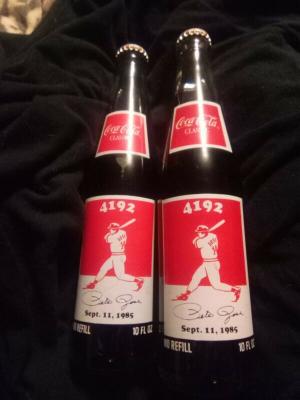 Coca-Cola
CLASSIC
4192
Pete Rose
Sept. 11, 1985
NO REFILL
10 FL OZ
Coca-Cola
CLASSIC
4192
Pete Rose
Sept. 11, 1985
NO REFILL
10 FL OZ